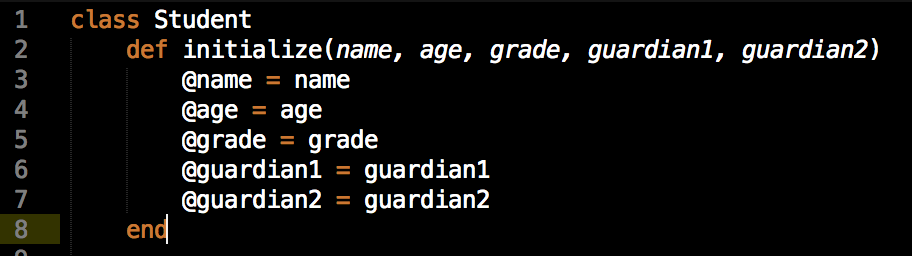 1 class Student
2     def initialize(name, age, grade, guardian1, guardian2)
3         @name = name
4         @age = age
5         @grade = grade
6         @guardian1 = guardian1
7         @guardian2 = guardian2
8     end